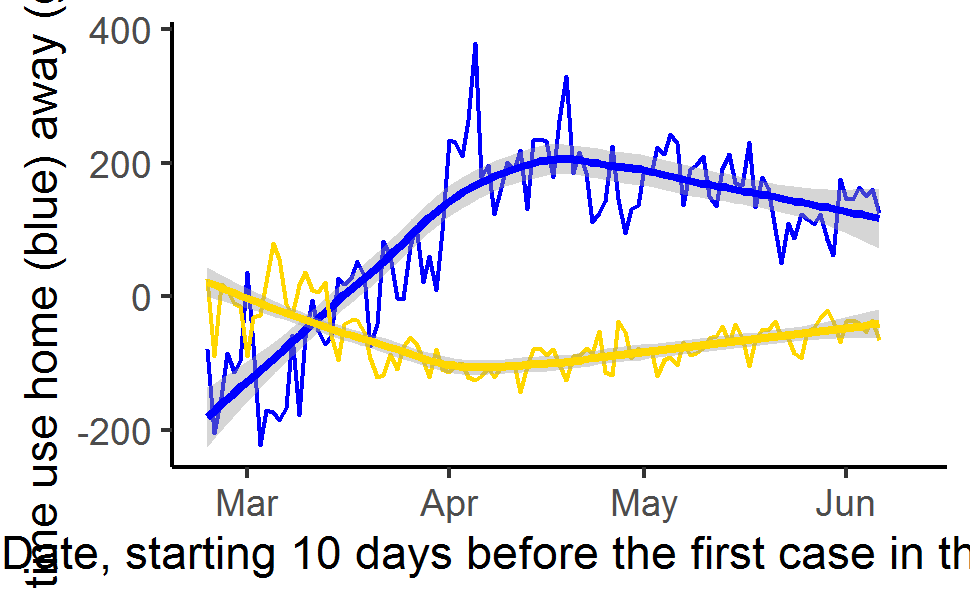 time use home (blue) away (
400
200
0
-200
Mar Apr May Jun
Date, starting 10 days before the first case in th